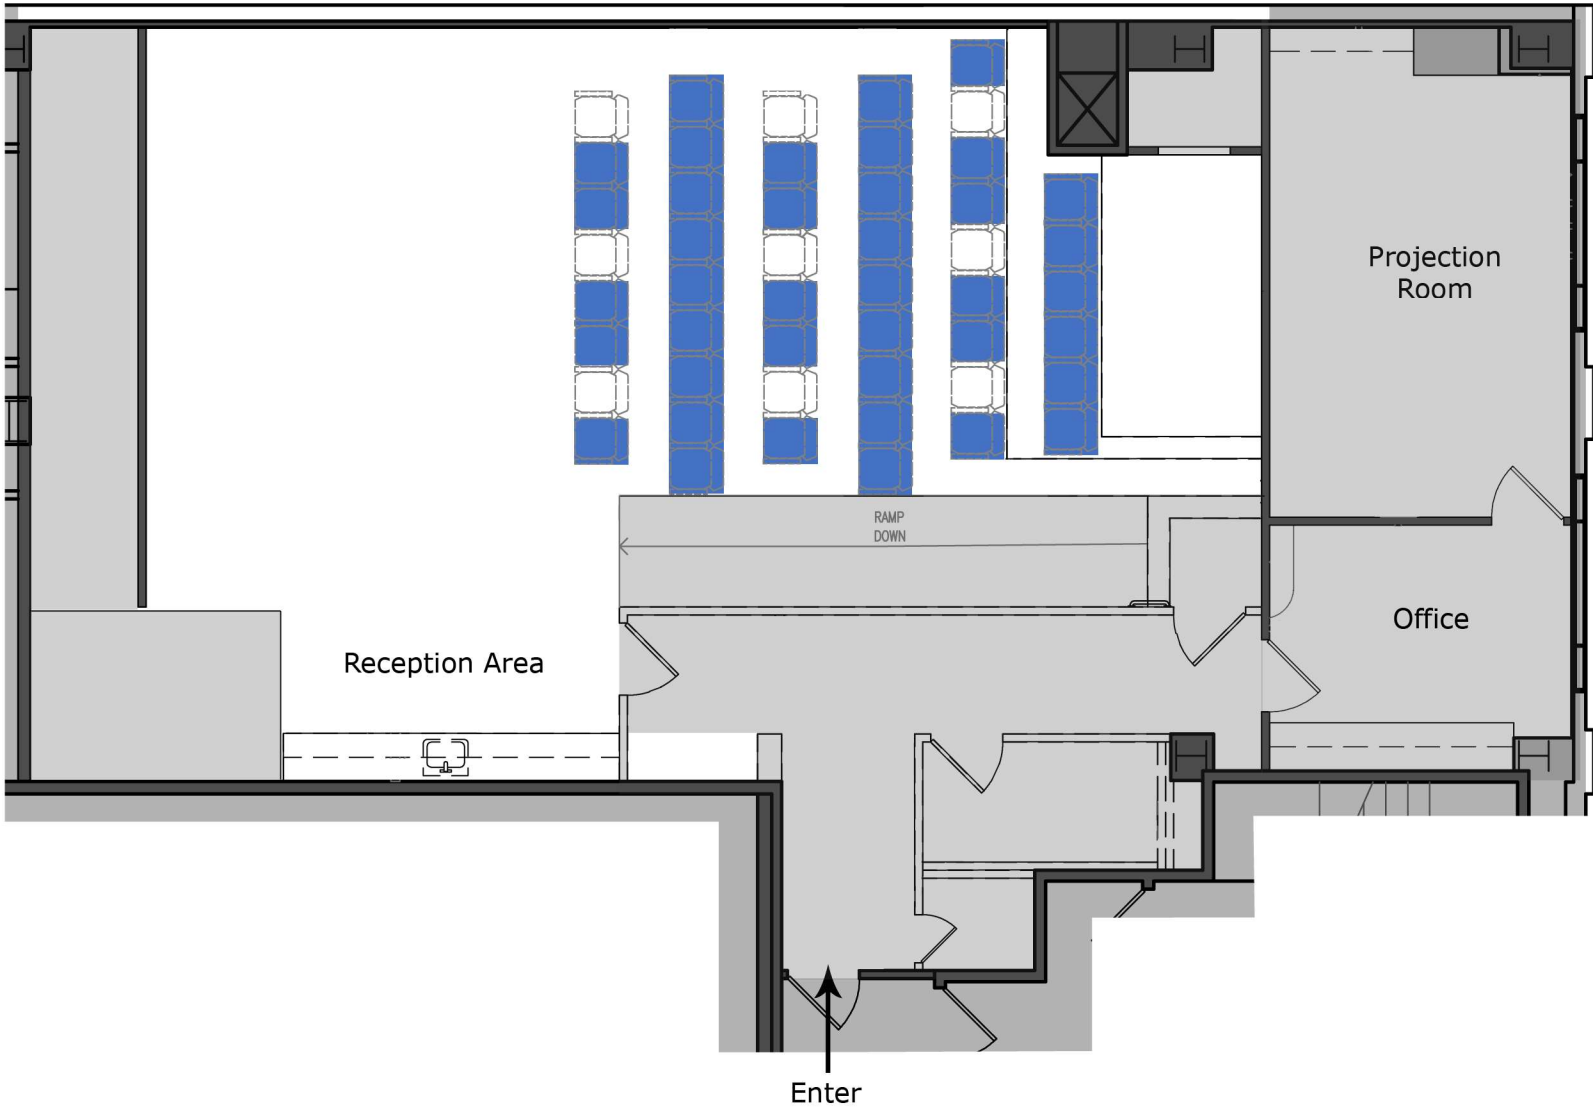 Projection
Room
RAMP
DOWN
Office
Reception Area
Enter